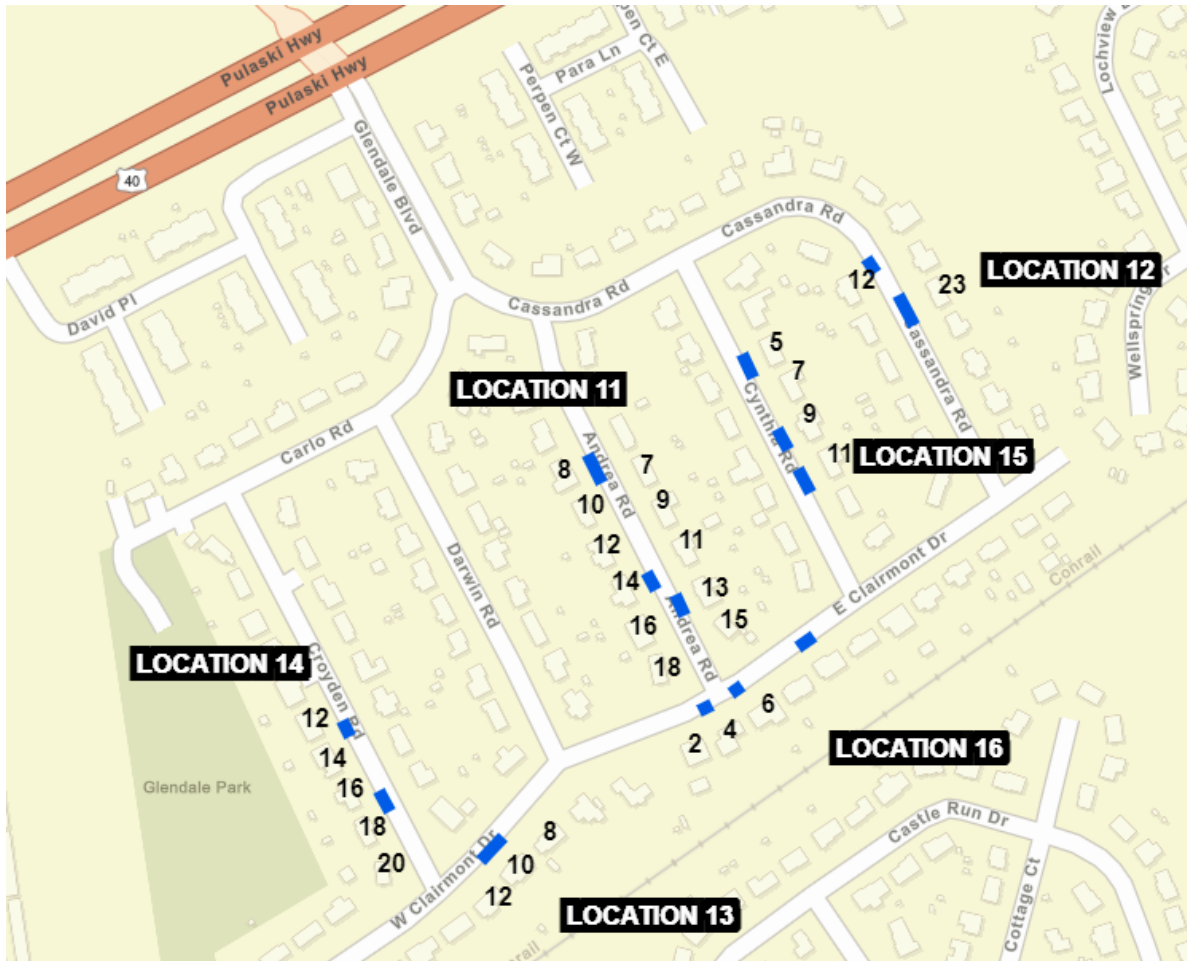 Pulaski Hwy
Pulaski Hwy
40
Glendale Blvd
Perpen Ct W
Para Ln
Ct E
Lochview
David Pl
Cassandra Rd
Cassandra Rd
12
23
LOCATION 12
Wellspring
5
7
9
11
LOCATION 15
Cynthia Rd
assandra Rd
LOCATION 11
Carlo Rd
Andrea Rd
8
7
10
9
12
11
14
13
16
15
18
Andrea Rd
Darwin Rd
E Clairmont Dr
Conrail
LOCATION 14
Croyden Rd
12
14
16
18
20
Glendale Park
2
4
6
LOCATION 16
W Clairmont Dr
8
10
12
LOCATION 13
Castle Run Dr
Cottage Ct